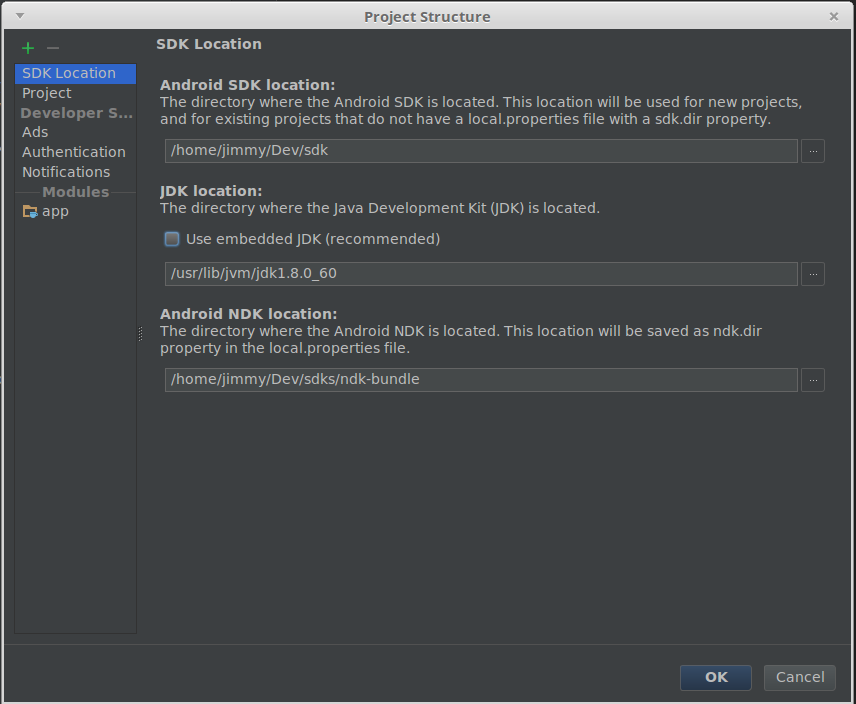 Project Structure
SDK Location
Project
Developer S...
Ads
Authentication
Notifications
Modules
app
SDK Location
Android SDK location:
The directory where the Android SDK is located. This location will be used for new projects,
and for existing projects that do not have a local.properties file with a sdk.dir property.
/home/jimmy/Dev/sdk
...
JDK location:
The directory where the Java Development Kit (JDK) is located.
Use embedded JDK (recommended)
/usr/lib/jvm/jdk1.8.0_60
...
Android NDK location:
The directory where the Android NDK is located. This location will be saved as ndk.dir
property in the local.properties file.
/home/jimmy/Dev/sdks/ndk-bundle
...
OK
Cancel